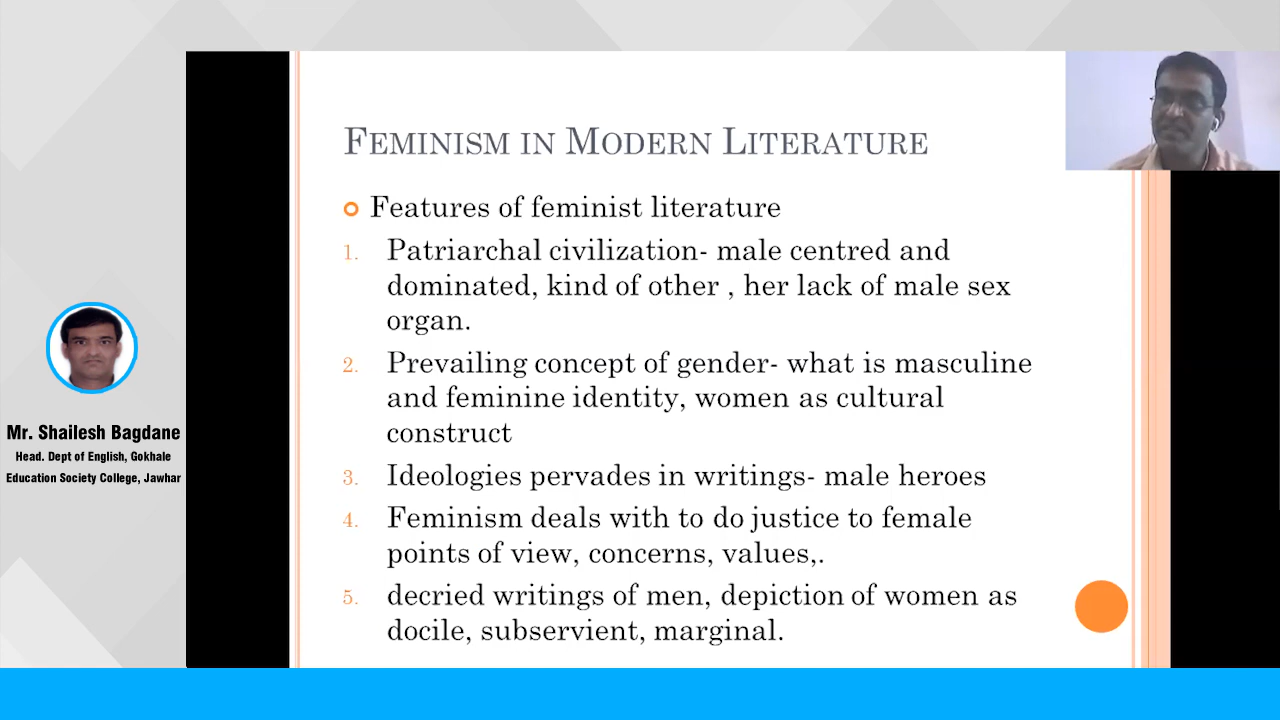 FEMINISM IN MODERN LITERATURE
Features of feminist literature
1. Patriarchal civilization- male centred and
dominated, kind of other , her lack of male sex
organ.
2. Prevailing concept of gender- what is masculine
and feminine identity, women as cultural
construct
3. Ideologies pervades in writings- male heroes
4. Feminism deals with to do justice to female
points of view, concerns, values,.
5. decried writings of men, depiction of women as
docile, subservient, marginal.
Mr. Shailesh Bagdane
Head. Dept of English, Gokhale
Education Society College, Jawhar